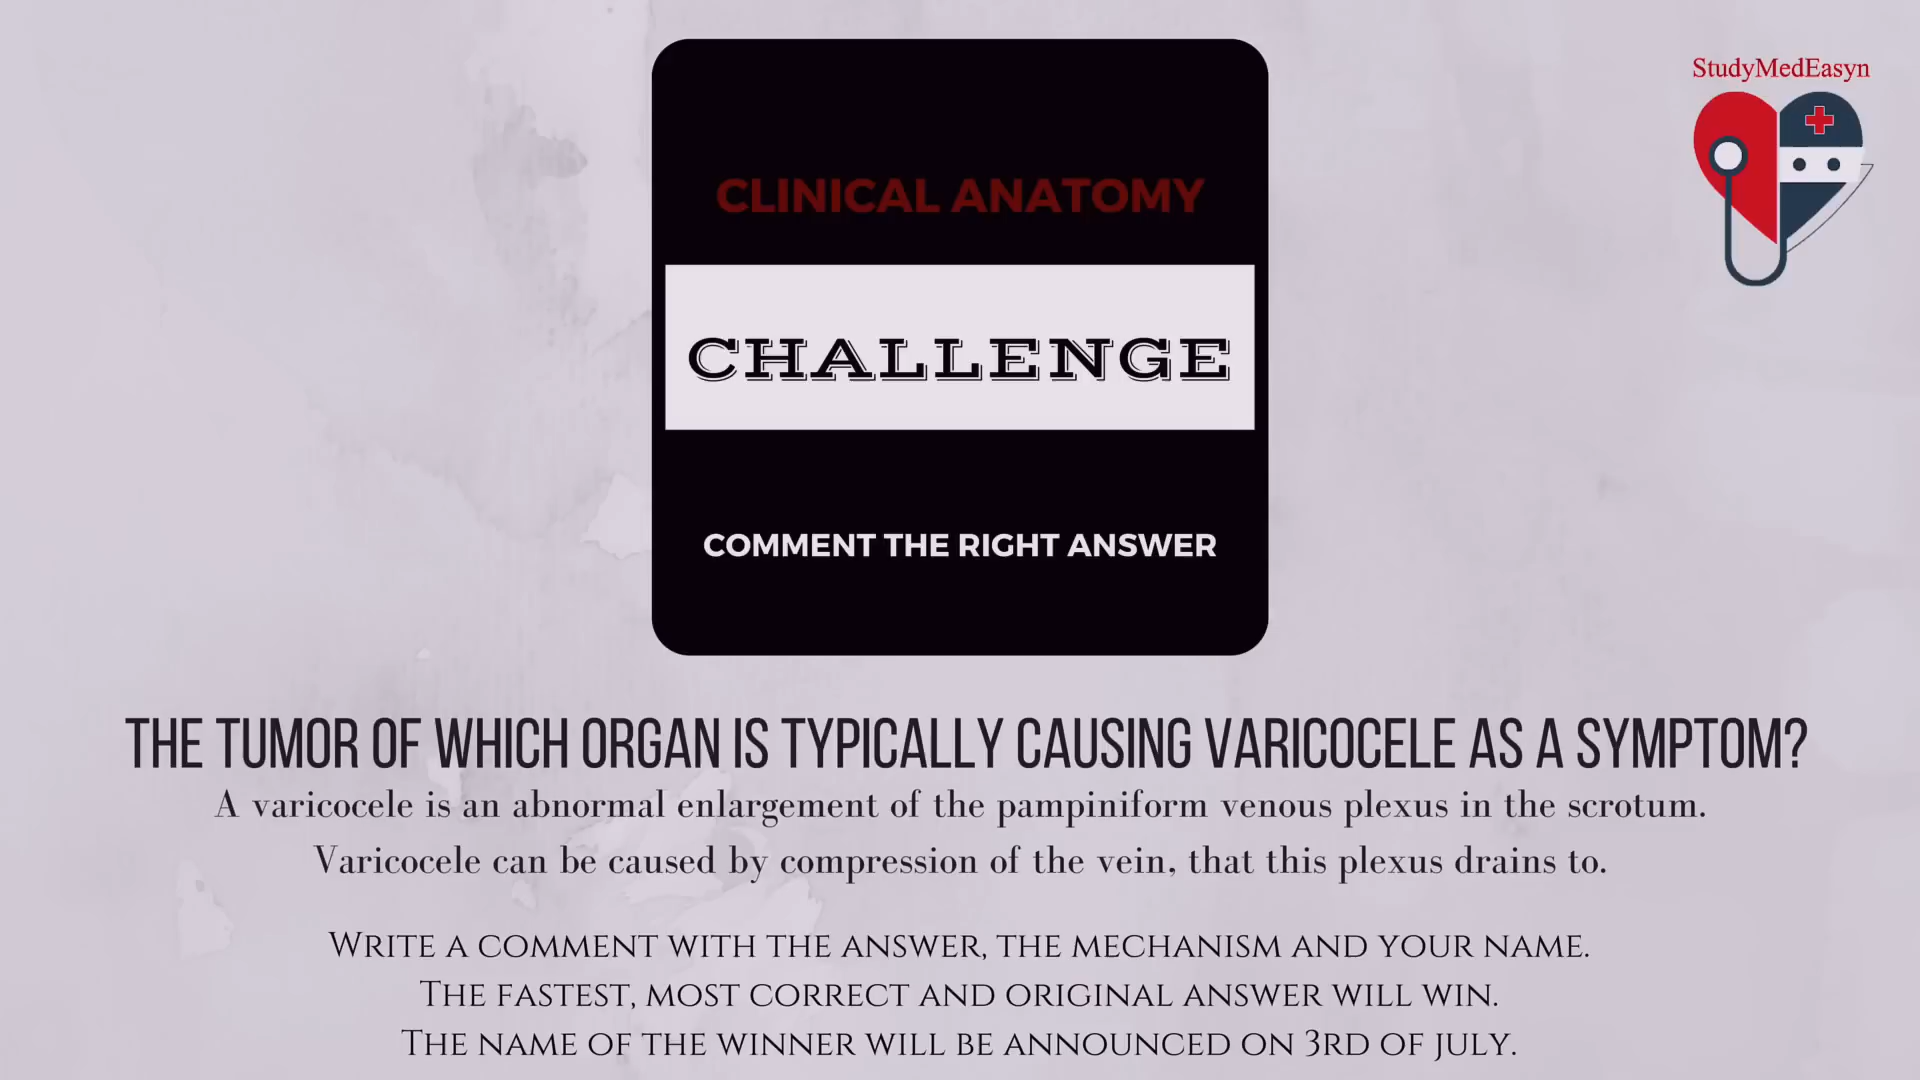 StudyMedEasyn
CLINICAL ANATOMY
CHALLENGE
COMMENT THE RIGHT ANSWER
THE TUMOR OF WHICH ORGAN IS TYPICALLY CAUSING VARICOCELE AS A SYMPTOM?
A varicocele is an abnormal enlargement of the pampiniform venous plexus in the scrotum.
Varicocele can be caused by compression of the vein, that this plexus drains to.
Write a comment with the answer, the mechanism and your name.
The fastest, most correct and original answer will win.
The name of the winner will be announced on 3rd of July.